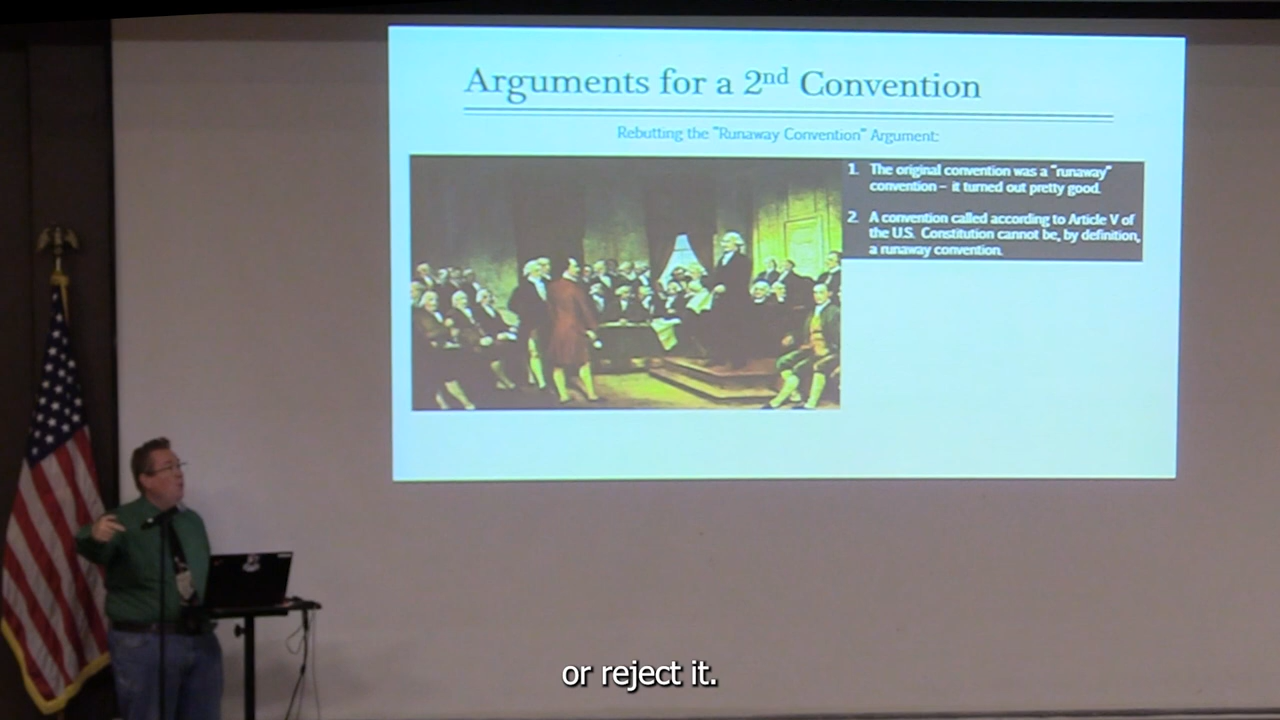 Arguments for a 2nd Convention
Rebutting the "Runaway Convention" Argument:
1. The original convention was a "runaway"
convention – it turned out pretty good.
2. A convention called according to Article V of
the U.S. Constitution cannot be, by definition,
a runaway convention.
or reject it.